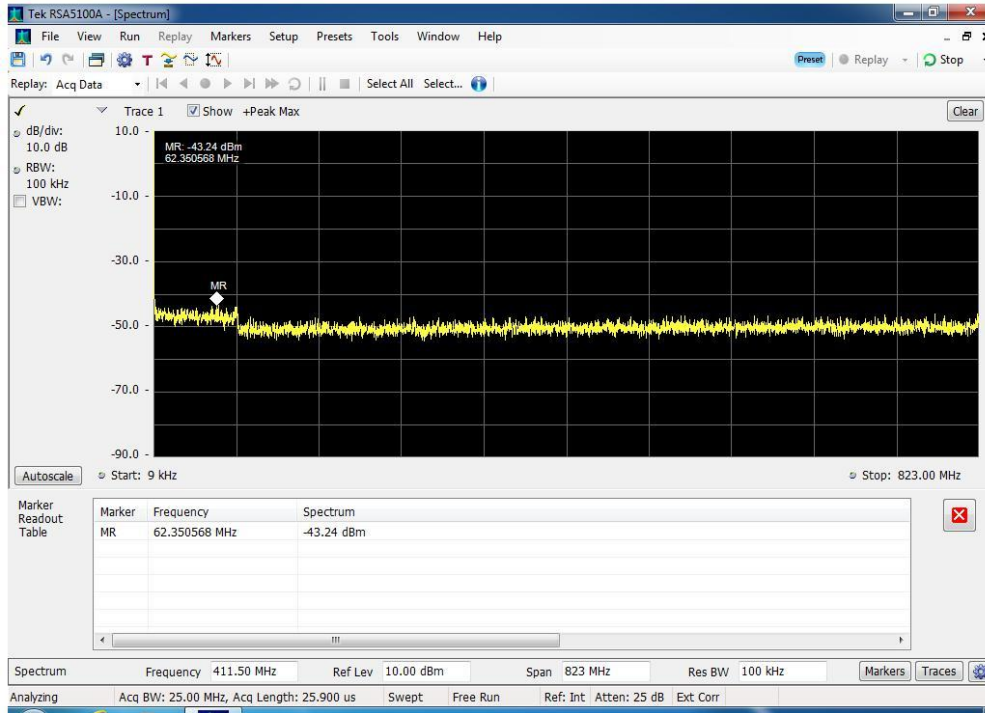 Tek RSA5100A - [Spectrum]
File View Run Replay Markers Setup Presets Tools Window Help
T
Preset Replay Stop
Replay: Acq Data Select All Select...
Trace 1 Show +Peak Max Clear
dB/div:
10.0 dB
RBW:
100 kHz
VBW:
10.0
-10.0
-30.0
-50.0
-70.0
-90.0
MR: -43.24 dBm
62.350568 MHz
MR
Autoscale Start: 9 kHz Stop: 823.00 MHz
Marker
Readout
Table
Marker Frequency Spectrum
MR 62.350568 MHz -43.24 dBm
Spectrum Frequency 411.50 MHz Ref Lev 10.00 dBm Span 823 MHz Res BW 100 kHz Markers Traces
Analyzing Acq BW: 25.00 MHz, Acq Length: 25.900 us Swept Free Run Ref: Int Atten: 25 dB Ext Corr